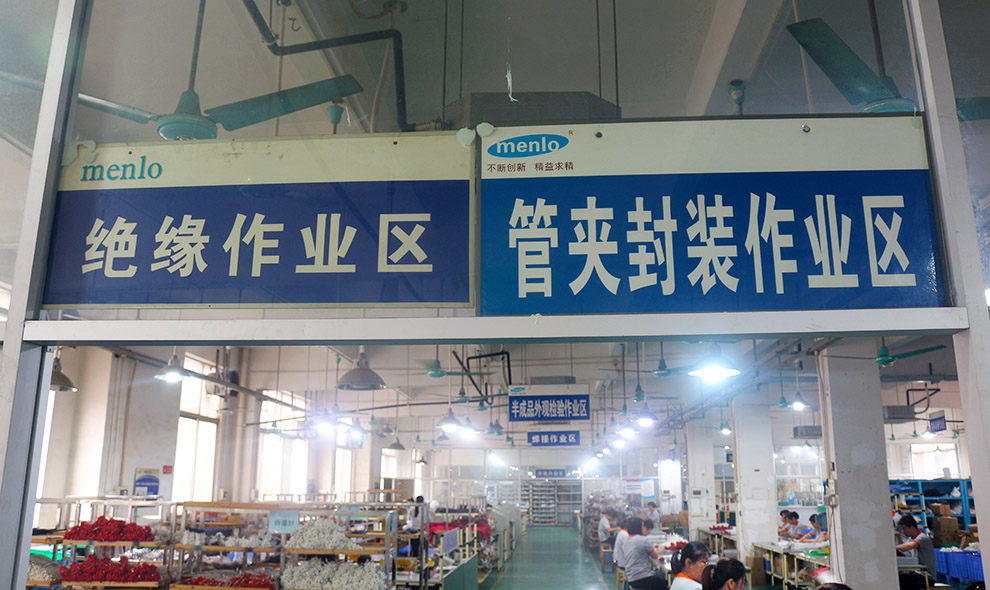 menlo
绝缘作业区
menlo®
不断创新 精益求精
管夹封装作业区
半成品外观检验作业区
焊接作业区